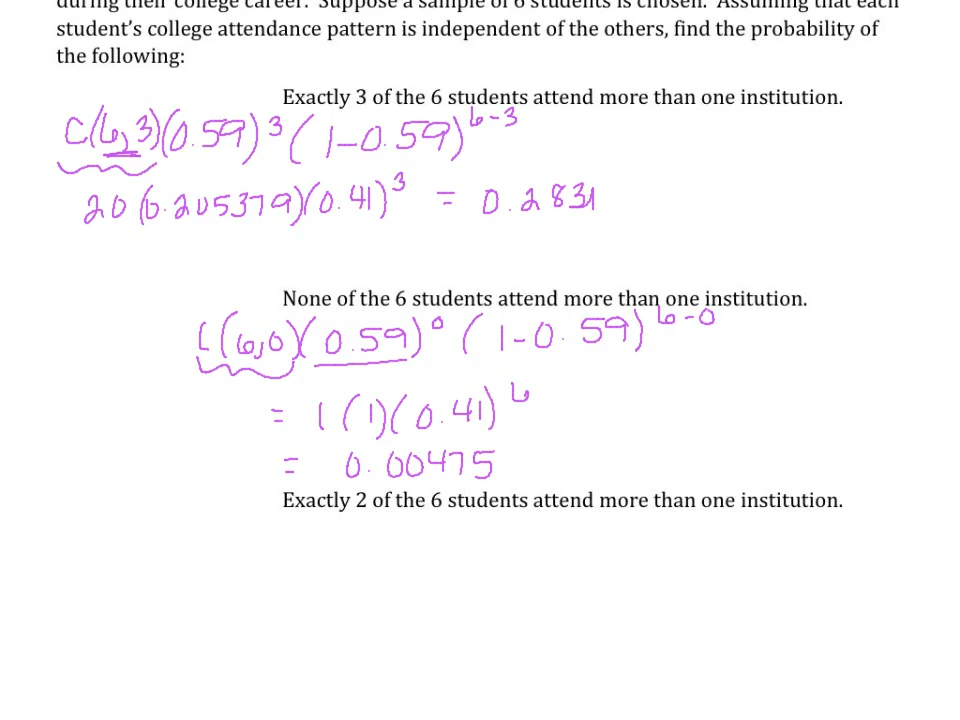 during their college career. Suppose a sample of 6 students is chosen. Assuming that each
student's college attendance pattern is independent of the others, find the probability of
the following:
Exactly 3 of the 6 students attend more than one institution.
C(6,3)(0.59)³(1-0.59)⁶⁻³
20(0.205379)(0.41)³ = 0.2831
None of the 6 students attend more than one institution.
C(6,0)(0.59)⁰(1-0.59)⁶⁻⁰
= 1(1)(0.41)⁶
= 0.00475
Exactly 2 of the 6 students attend more than one institution.